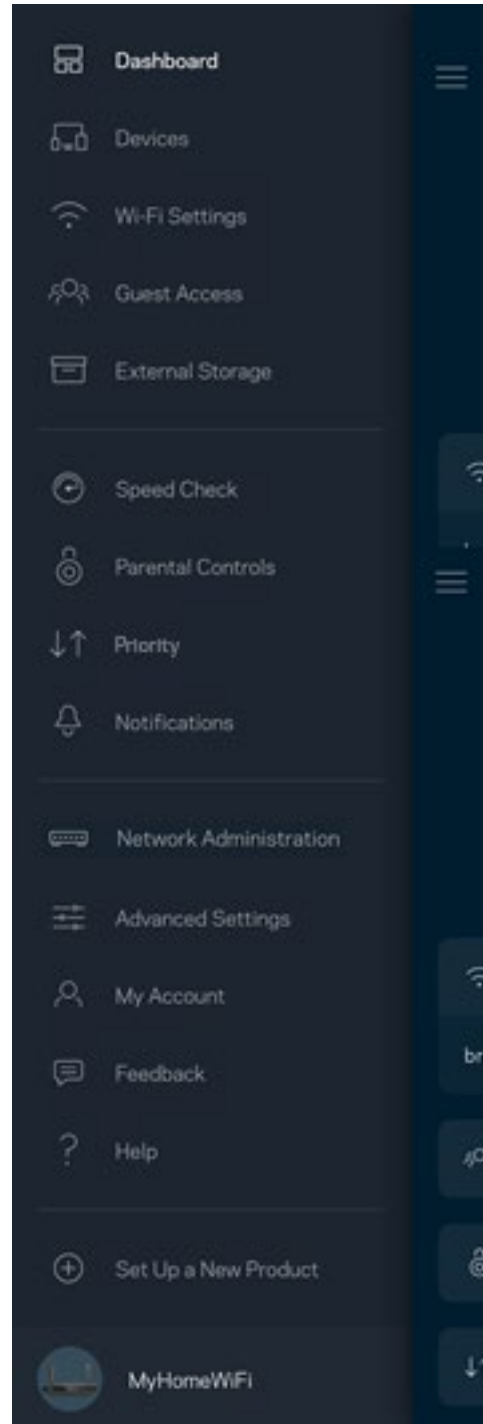 Dashboard
Devices
Wi-Fi Settings
Guest Access
External Storage
Speed Check
Parental Controls
Priority
Notifications
Network Administration
Advanced Settings
My Account
Feedback
br
Help
Set Up a New Product
MyHomeWiFi